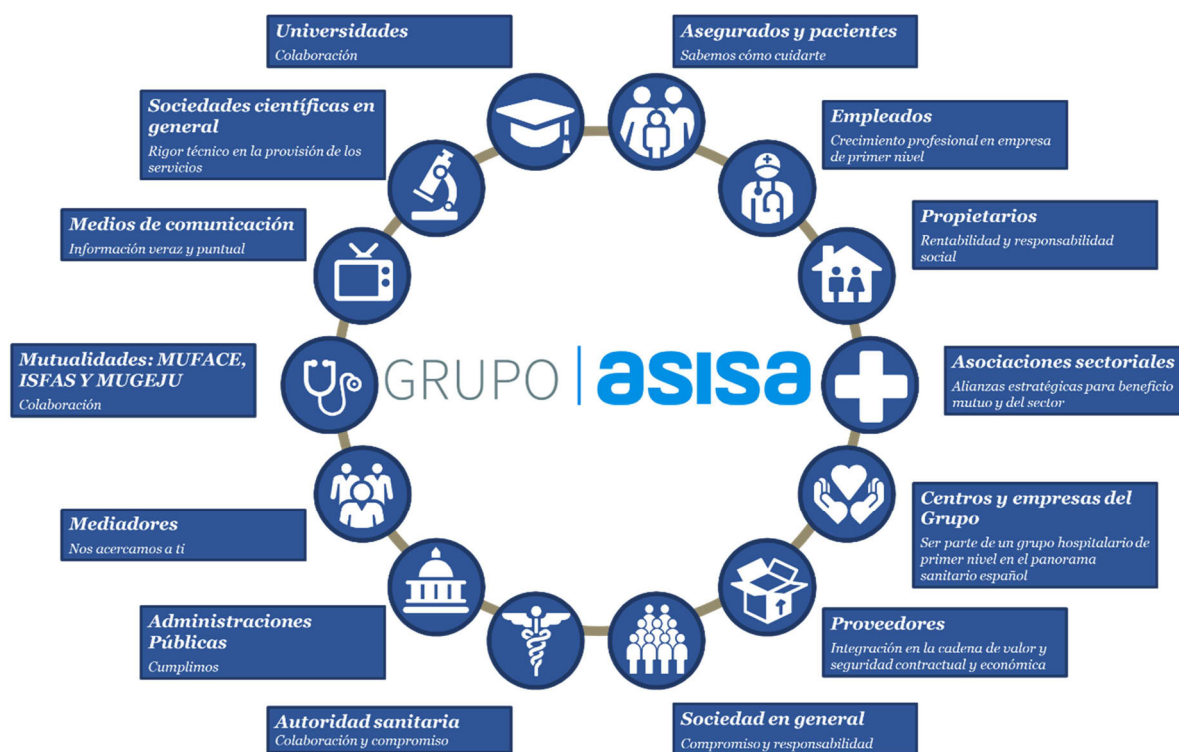 Universidades
Colaboración
Asegurados y pacientes
Sabemos cómo cuidarte
Sociedades científicas en
general
Rigor técnico en la provisión de los
servicios
Empleados
Crecimiento profesional en empresa
de primer nivel
Medios de comunicación
Información veraz y puntual
Propietarios
Rentabilidad y responsabilidad
social
Mutualidades: MUFACE,
ISFAS Y MUGEJU
Colaboración
GRUPO asisa
Asociaciones sectoriales
Alianzas estratégicas para beneficio
mutuo y del sector
Mediadores
Nos acercamos a ti
Centros y empresas del
Grupo
Ser parte de un grupo hospitalario de
primer nivel en el panorama
sanitario español
Administraciones
Públicas
Cumplimos
Proveedores
Integración en la cadena de valor y
seguridad contractual y económica
Autoridad sanitaria
Colaboración y compromiso
Sociedad en general
Compromiso y responsabilidad